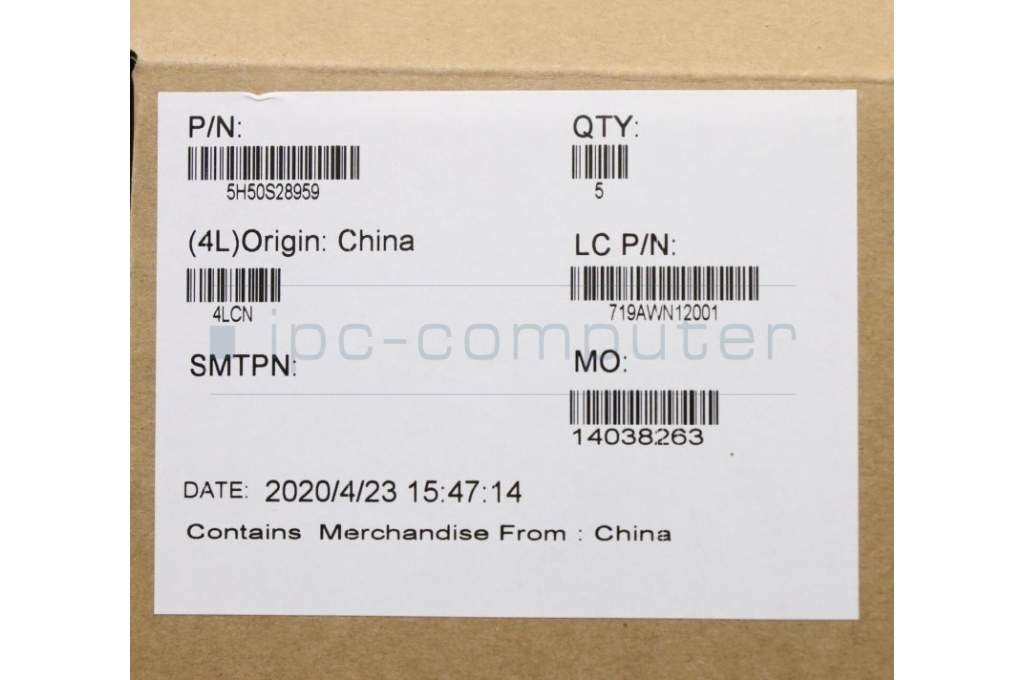 P/N:
QTY:
5H50S28959
5
(4L)Origin: China
LC P/N:
4LCN
719AWN12001
ipc-computer
SMTPN:
MO:
14038263
DATE: 2020/4/23 15:47:14
Contains Merchandise From : China